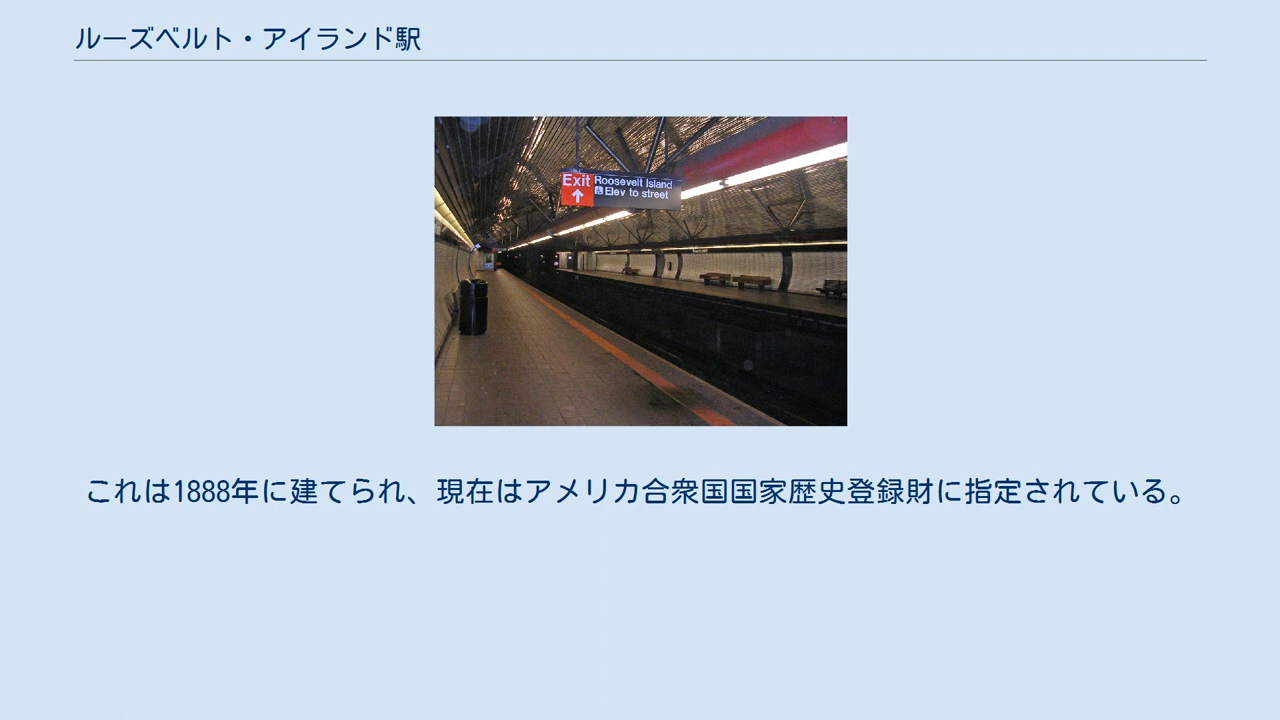 ルーズベルト・アイランド駅
Exit
Roosevelt Island
Elev to street
これは1888年に建てられ、現在はアメリカ合衆国国家歴史登録財に指定されている。